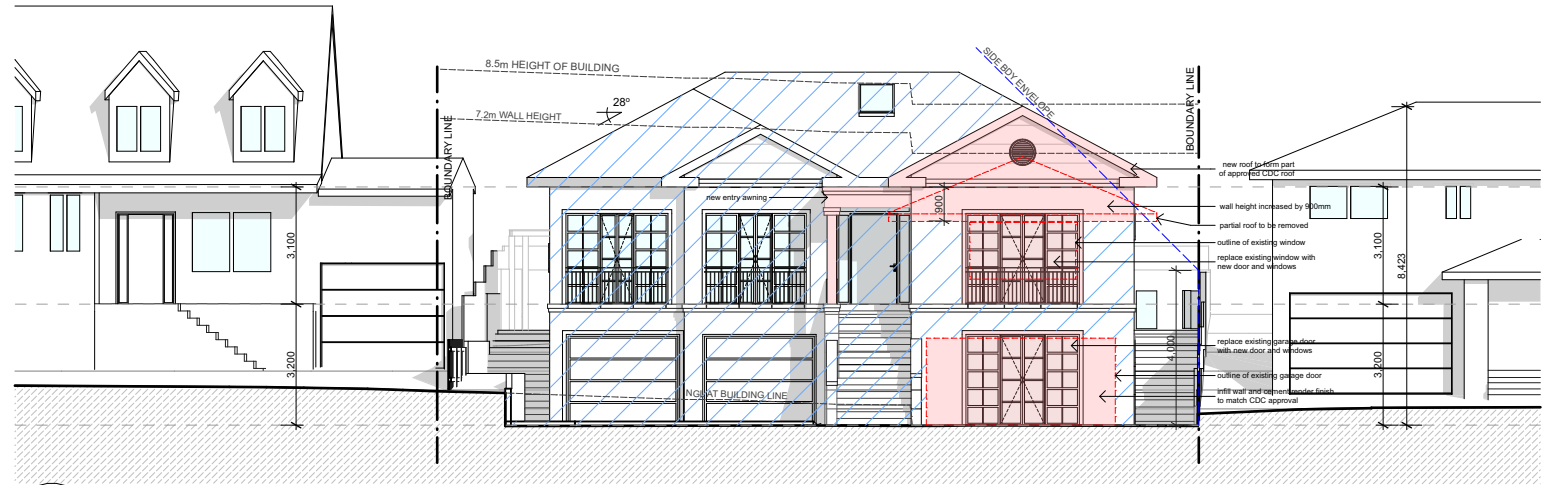 8.5m HEIGHT OF BUILDING
28º
7.2m WALL HEIGHT
BOUNDARY LINE
SIDE BDY ENVELOPE
BOUNDARY LINE
new roof to form part
of approved CDC roof
new entry awning
900
wall height increased by 900mm
partial roof to be removed
outline of existing window
replace existing window with
new door and windows
3,100
3,100
8,423
4,000
replace existing garage door
with new door and windows
3,200
3,200
outline of existing garage door
NGL AT BUILDING LINE
infill wall and cement render finish
to match CDC approval